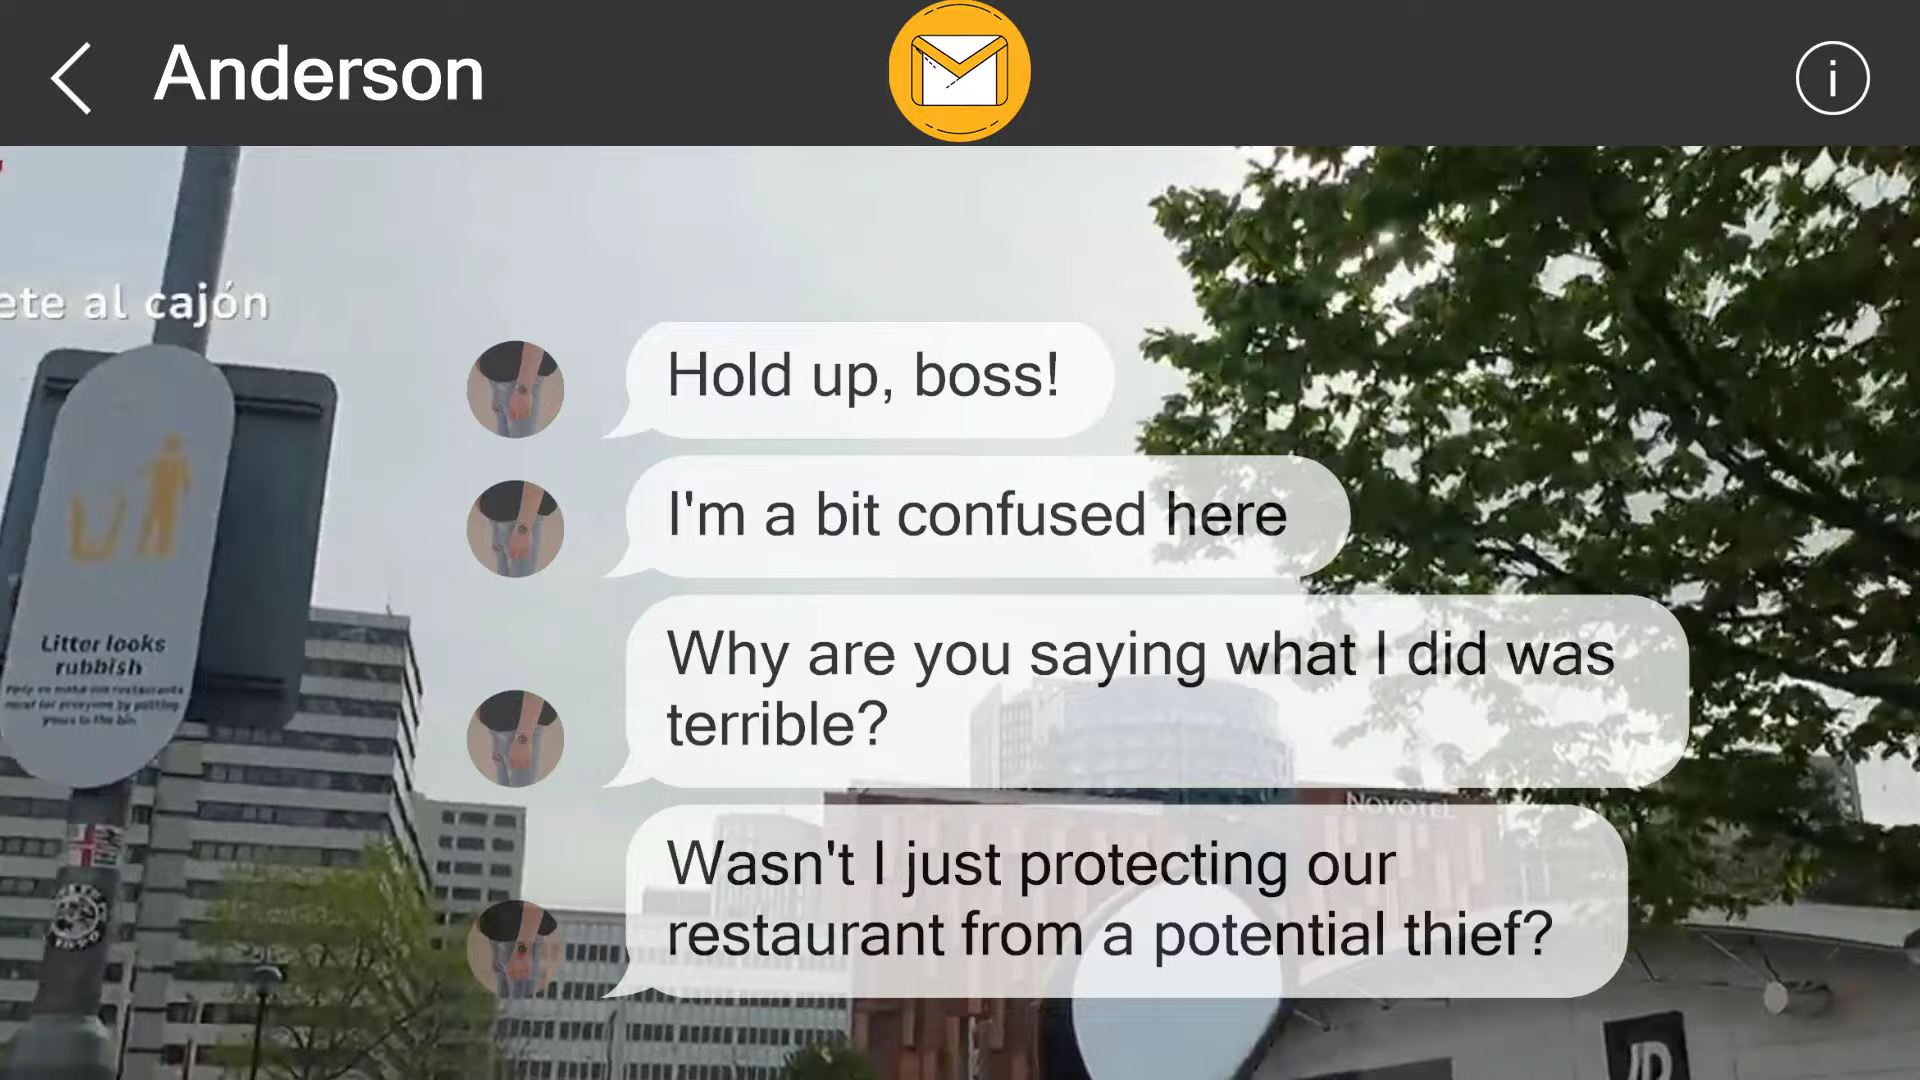 Anderson
ete al cajón
Hold up, boss!
I'm a bit confused here
Why are you saying what I did was
terrible?
Wasn't I just protecting our
restaurant from a potential thief?
Litter looks
rubbish
NOVOTEL
JD